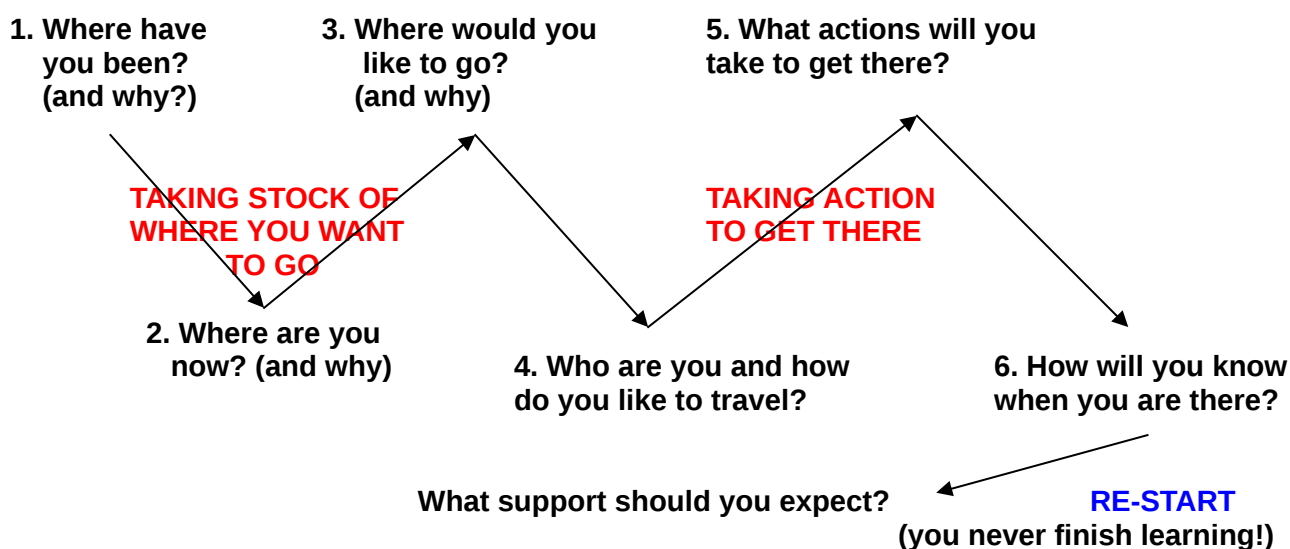 1. Where have
you been?
(and why?)
3. Where would you
like to go?
(and why)
5. What actions will you
take to get there?
TAKING STOCK OF
WHERE YOU WANT
TO GO
TAKING ACTION
TO GET THERE
2. Where are you
now? (and why)
4. Who are you and how
do you like to travel?
6. How will you know
when you are there?
What support should you expect?
RE-START
(you never finish learning!)